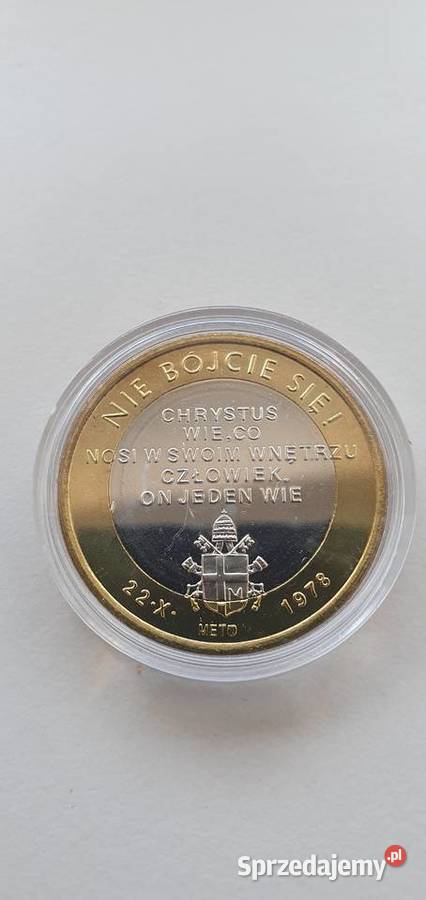 NIE BÓJCIE SIĘ!
CHRYSTUS
WIE, CO
NOSI W SWOIM WNĘTRZU
CZŁOWIEK.
ON JEDEN WIE
M
22·X·1978
METO
Sprzedajemy.pl